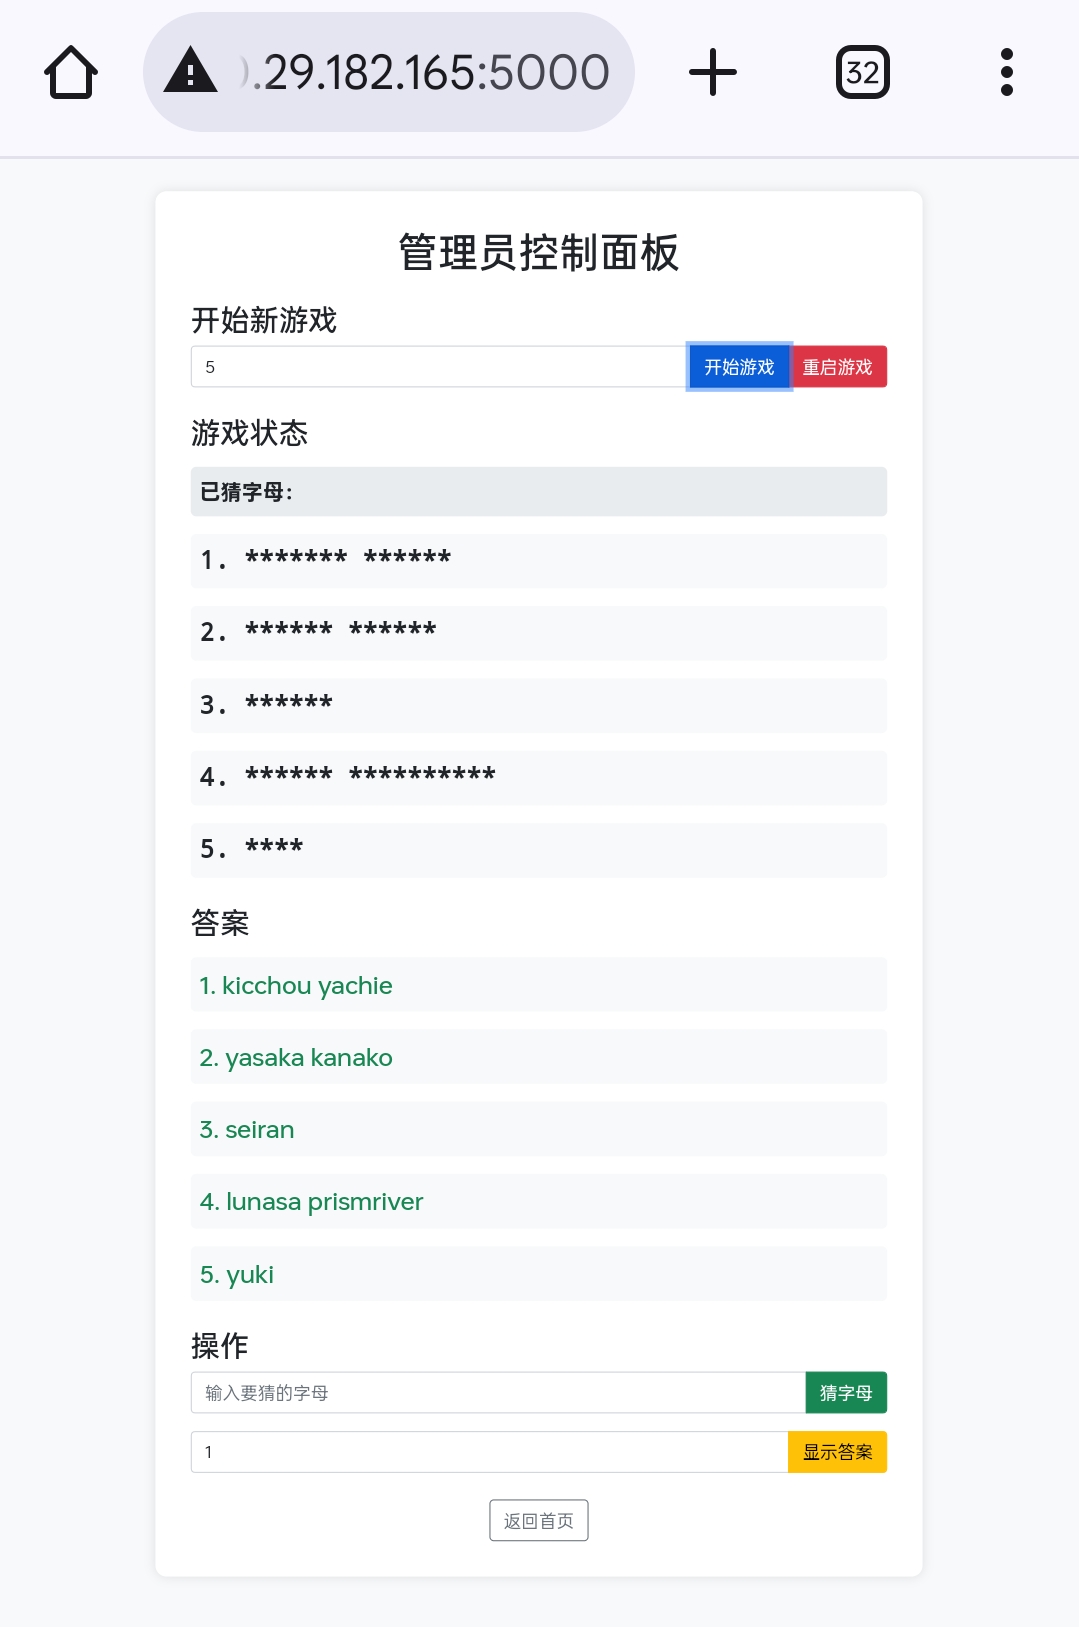 .29.182.165:5000
32
管理员控制面板
开始新游戏
5 开始游戏 重启游戏
游戏状态
已猜字母：
1. ******* ******
2. ****** ******
3. ******
4. ****** **********
5. ****
答案
1. kicchou yachie
2. yasaka kanako
3. seiran
4. lunasa prismriver
5. yuki
操作
输入要猜的字母 猜字母
1 显示答案
返回首页